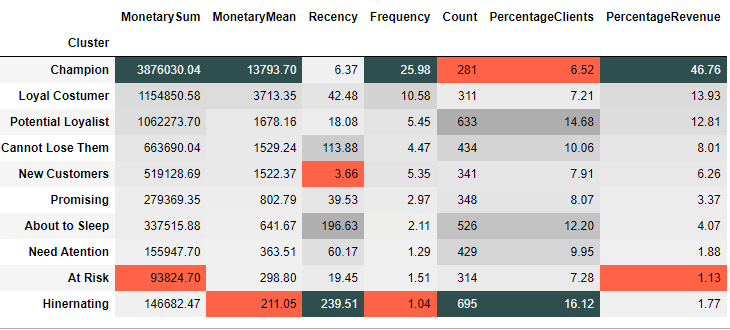 MonetarySum MonetaryMean Recency Frequency Count PercentageClients PercentageRevenue
Cluster
Champion 3876030.04 13793.70 6.37 25.98 281 6.52 46.76
Loyal Costumer 1154850.58 3713.35 42.48 10.58 311 7.21 13.93
Potential Loyalist 1062273.70 1678.16 18.08 5.45 633 14.68 12.81
Cannot Lose Them 663690.04 1529.24 113.88 4.47 434 10.06 8.01
New Customers 519128.69 1522.37 3.66 5.35 341 7.91 6.26
Promising 279369.35 802.79 39.53 2.97 348 8.07 3.37
About to Sleep 337515.88 641.67 196.63 2.11 526 12.20 4.07
Need Atention 155947.70 363.51 60.17 1.29 429 9.95 1.88
At Risk 93824.70 298.80 19.45 1.51 314 7.28 1.13
Hinernating 146682.47 211.05 239.51 1.04 695 16.12 1.77